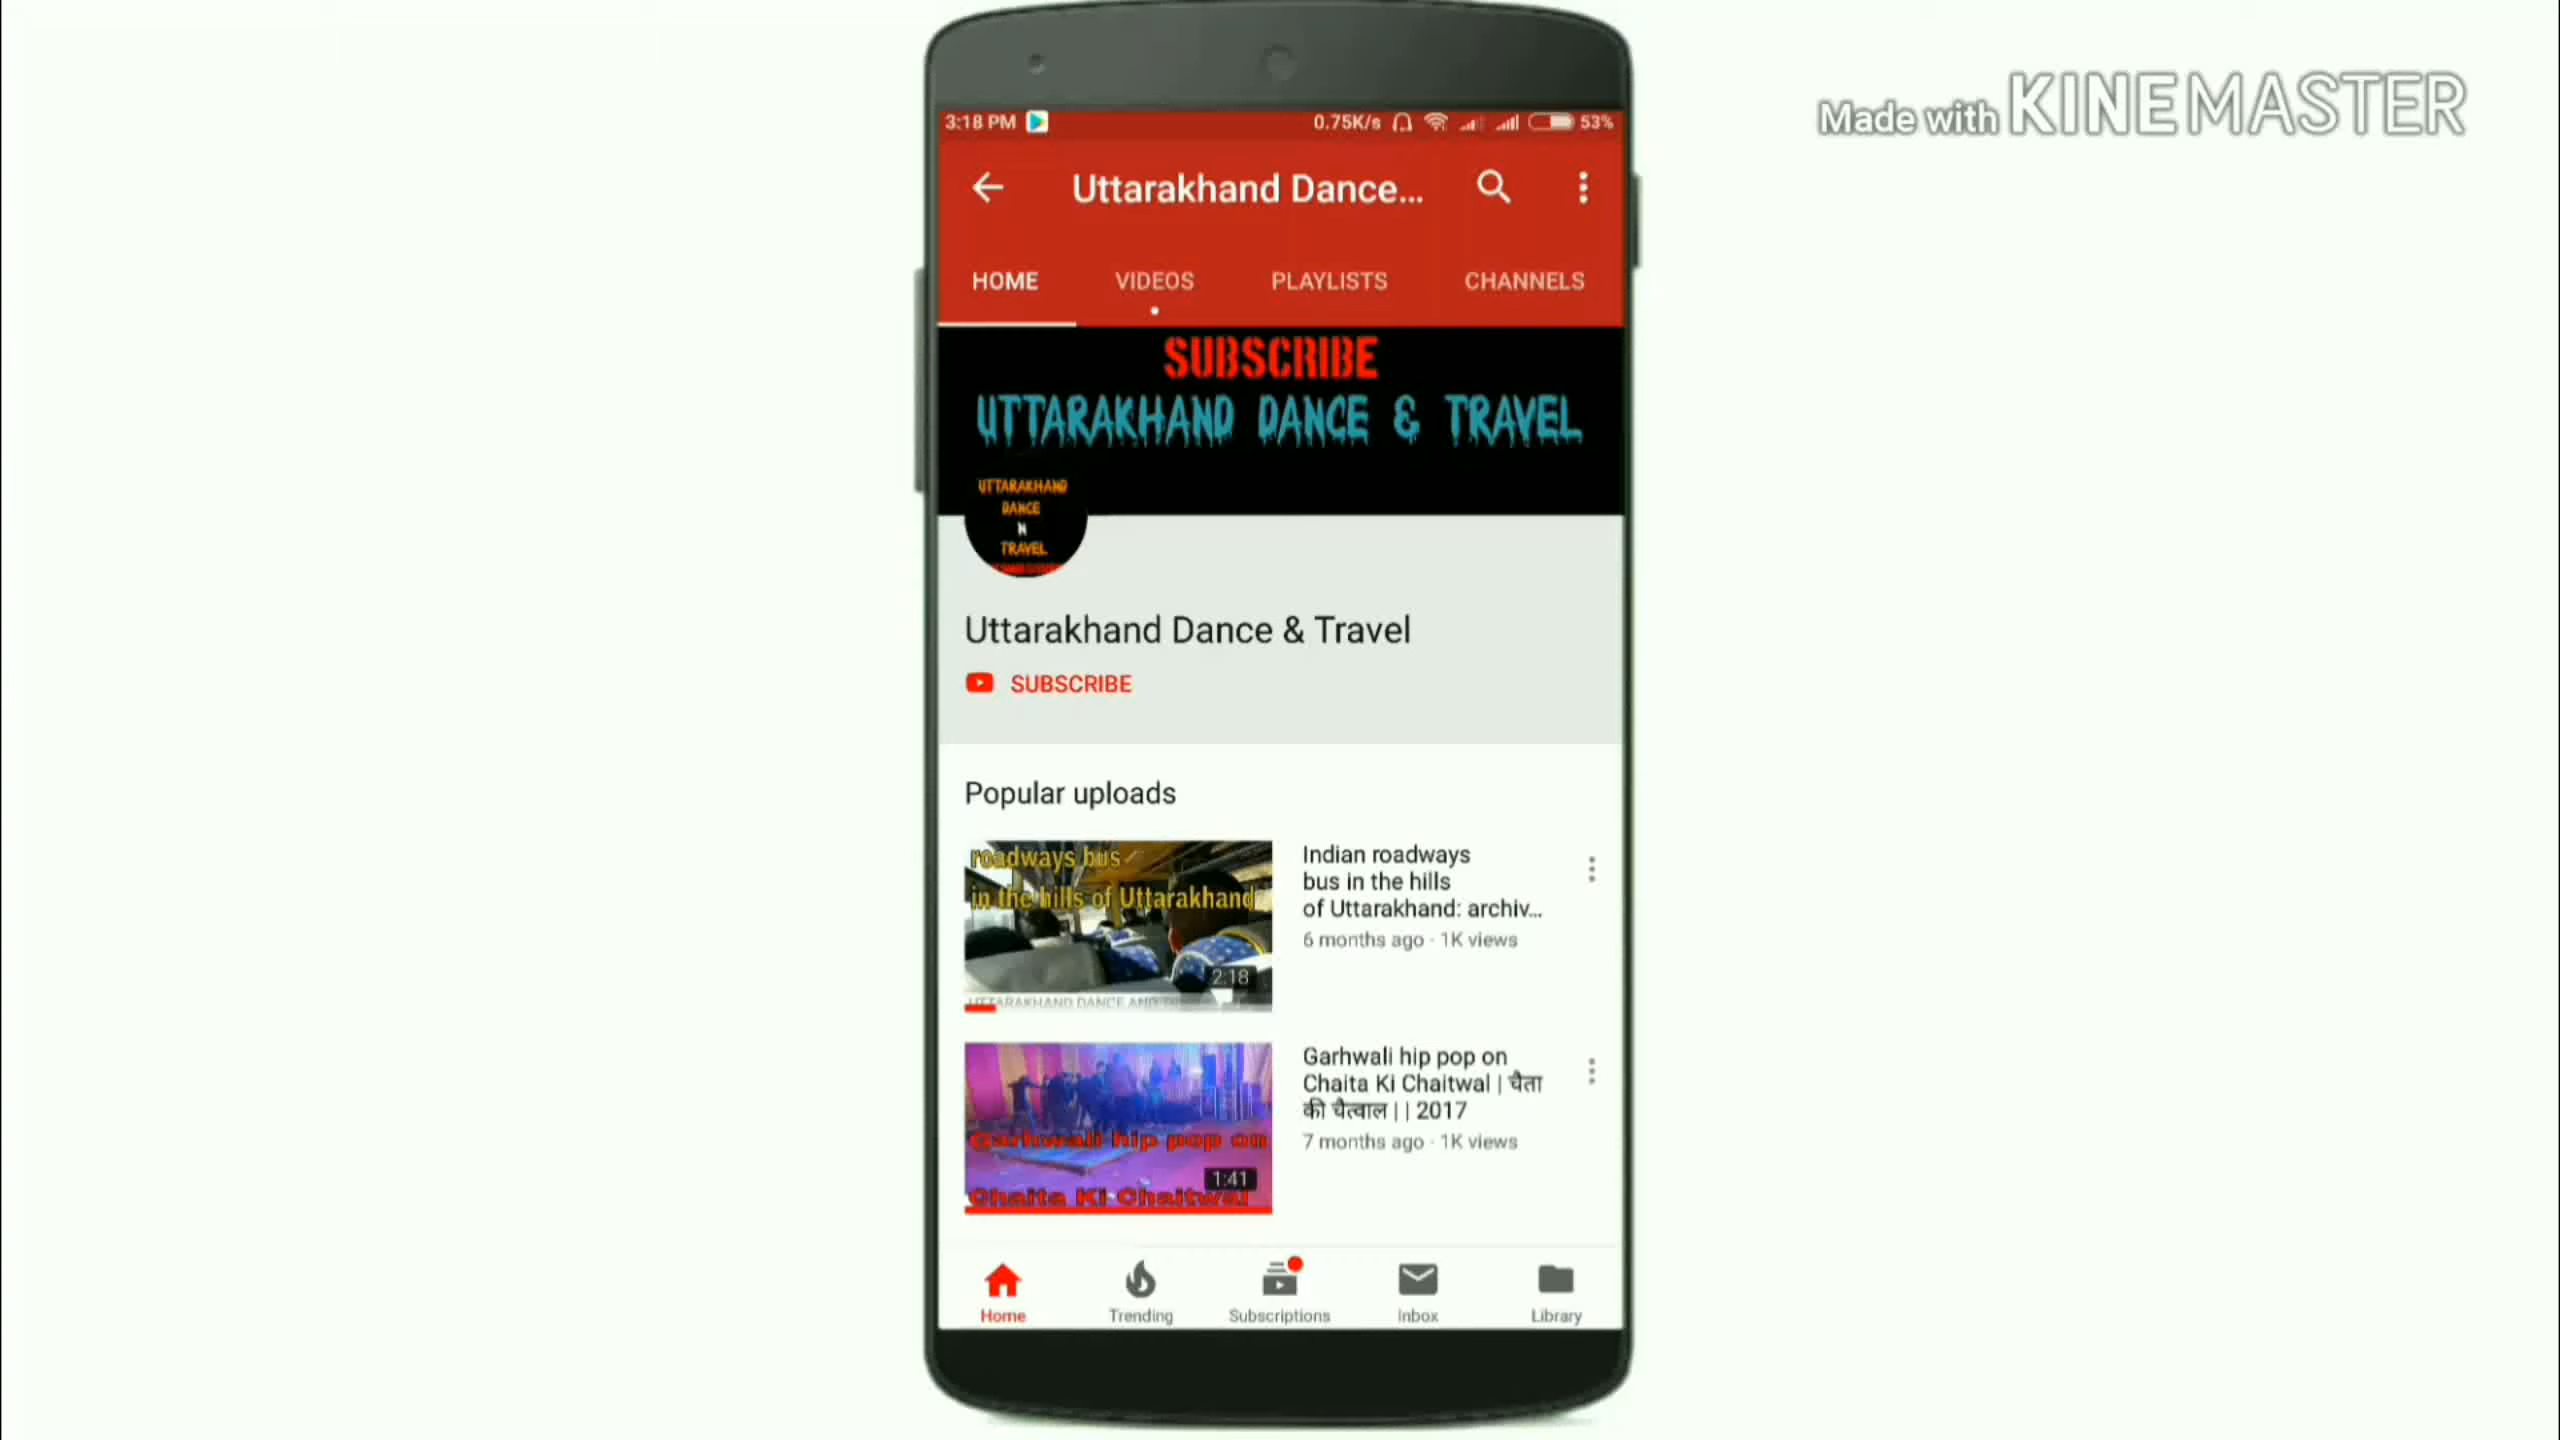 Made with KINEMASTER
3:18 PM 0.75K/s 53%
Uttarakhand Dance...
HOME VIDEOS PLAYLISTS CHANNELS
SUBSCRIBE
UTTARAKHAND DANCE & TRAVEL
UTTARAKHAND
DANCE
N
TRAVEL
Uttarakhand Dance & Travel
SUBSCRIBE
Popular uploads
roadways bus
in the hills of Uttarakhand
2:18
UTTARAKHAND DANCE AND
Indian roadways
bus in the hills
of Uttarakhand: archiv...
6 months ago · 1K views
Garhwali hip pop on
Chaita Ki Chaitwal
1:41
Garhwali hip pop on
Chaita Ki Chaitwal | चैता
की चैत्वाल | | 2017
7 months ago · 1K views
Home Trending Subscriptions Inbox Library